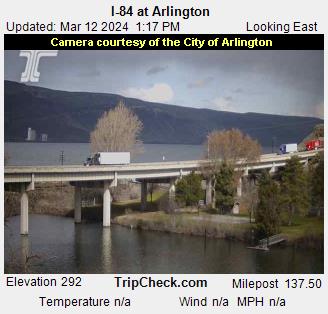 I-84 at Arlington
Updated: Mar 12 2024 1:17 PM Looking East
Camera courtesy of the City of Arlington
Elevation 292 TripCheck.com Milepost 137.50
Temperature n/a Wind n/a MPH n/a